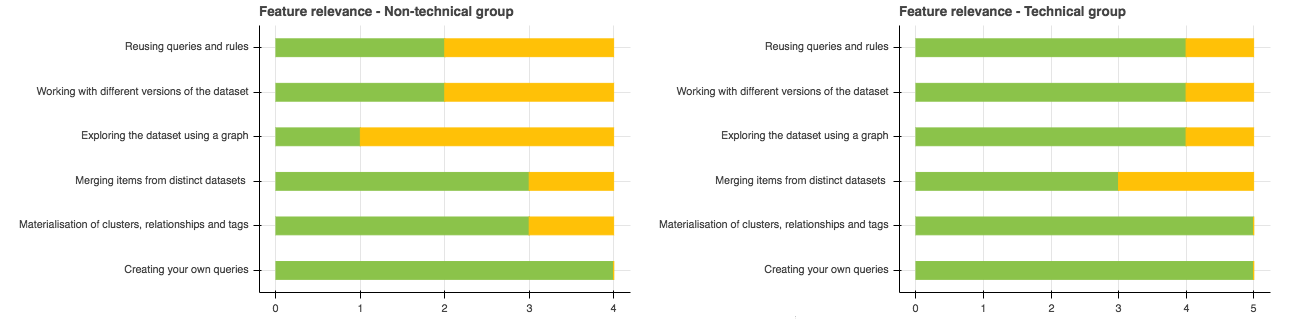 Feature relevance - Non-technical group
Reusing queries and rules
Working with different versions of the dataset
Exploring the dataset using a graph
Merging items from distinct datasets
Materialisation of clusters, relationships and tags
Creating your own queries
0 1 2 3 4
Feature relevance - Technical group
Reusing queries and rules
Working with different versions of the dataset
Exploring the dataset using a graph
Merging items from distinct datasets
Materialisation of clusters, relationships and tags
Creating your own queries
0 1 2 3 4 5